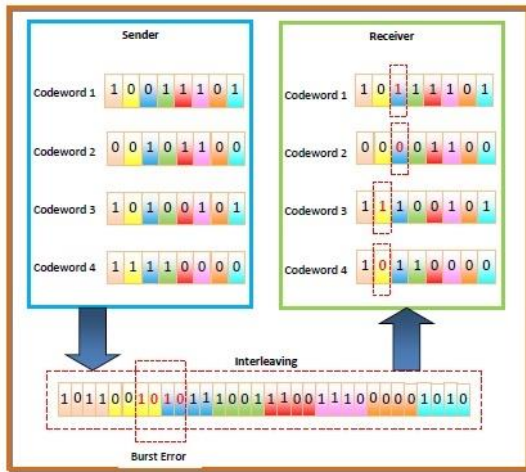 Sender Receiver
Codeword 1 1 0 0 1 1 1 0 1 Codeword 1 1 0 1 1 1 1 0 1
Codeword 2 0 0 1 0 1 1 0 0 Codeword 2 0 0 0 0 1 1 0 0
Codeword 3 1 0 1 0 0 1 0 1 Codeword 3 1 1 1 0 0 1 0 1
Codeword 4 1 1 1 1 0 0 0 0 Codeword 4 1 0 1 1 0 0 0 0
Interleaving
1 0 1 1 0 0 1 0 1 0 1 1 1 0 0 1 1 1 0 0 1 1 1 0 0 0 0 0 1 0 1 0
Burst Error